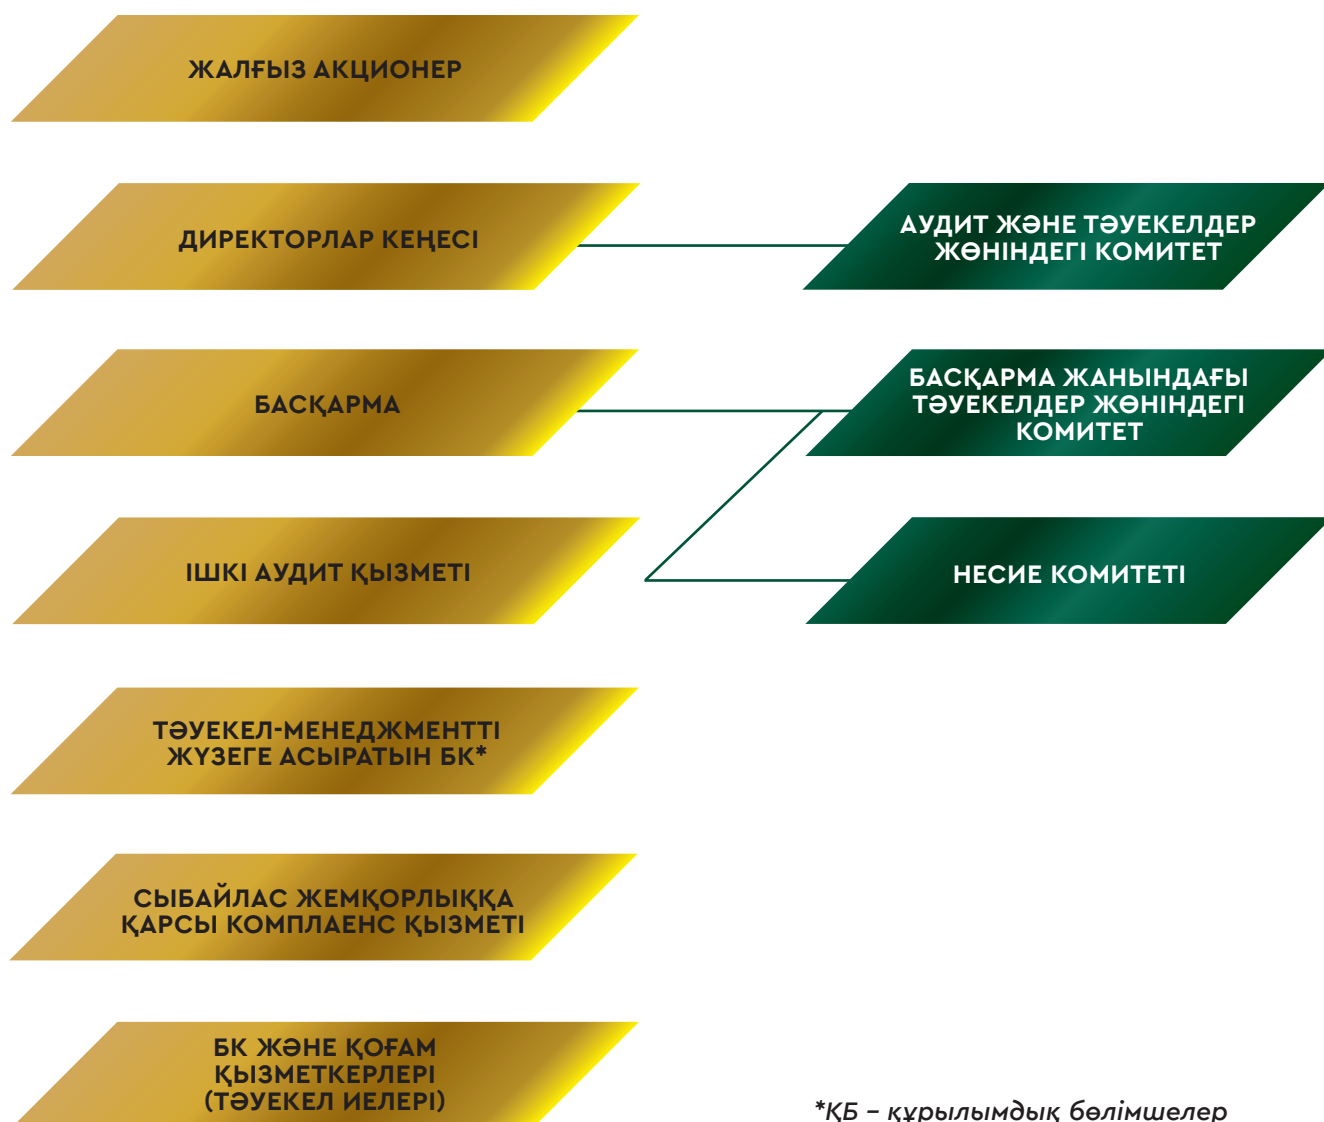 ЖАЛҒЫЗ АКЦИОНЕР
ДИРЕКТОРЛАР КЕҢЕСІ
АУДИТ ЖӘНЕ ТӘУЕКЕЛДЕР
ЖӨНІНДЕГІ КОМИТЕТ
БАСҚАРМА
БАСҚАРМА ЖАНЫНДАҒЫ
ТӘУЕКЕЛДЕР ЖӨНІНДЕГІ
КОМИТЕТ
ІШКІ АУДИТ ҚЫЗМЕТІ
НЕСИЕ КОМИТЕТІ
ТӘУЕКЕЛ-МЕНЕДЖМЕНТТІ
ЖҮЗЕГЕ АСЫРАТЫН БК*
СЫБАЙЛАС ЖЕМҚОРЛЫҚҚА
ҚАРСЫ КОМПЛАЕНС ҚЫЗМЕТІ
БК ЖӘНЕ ҚОҒАМ
ҚЫЗМЕТКЕРЛЕРІ
(ТӘУЕКЕЛ ИЕЛЕРІ)
*ҚБ – құрылымдық бөлімшелер